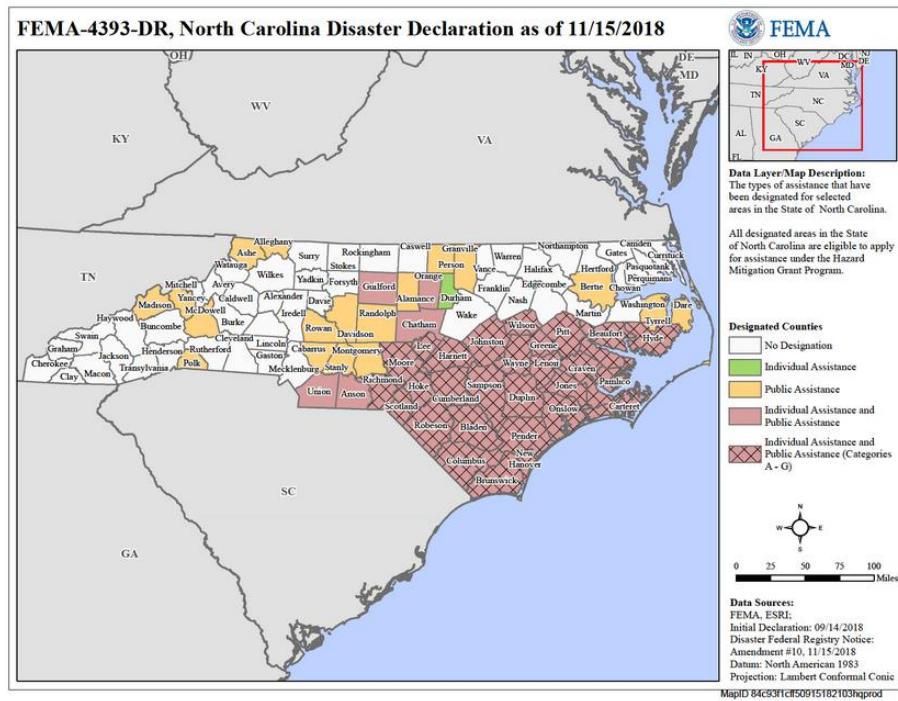 FEMA-4393-DR, North Carolina Disaster Declaration as of 11/15/2018
FEMA
OH
WV
KY
VA
DE
MD
TN
SC
GA
Alleghany
Ashe
Surry
Stokes
Rockingham
Caswell
Person
Granville
Vance
Warren
Northampton
Halifax
Hertford
Gates
Camden
Currituck
Pasquotank
Perquimans
Chowan
Bertie
Watauga
Wilkes
Yadkin
Forsyth
Guilford
Alamance
Orange
Durham
Franklin
Nash
Edgecombe
Martin
Washington
Tyrrell
Dare
Mitchell
Avery
Caldwell
Alexander
Iredell
Davie
Davidson
Randolph
Chatham
Wake
Wilson
Pitt
Beaufort
Hyde
Madison
Yancey
McDowell
Burke
Rowan
Haywood
Buncombe
Swain
Graham
Cherokee
Clay
Macon
Jackson
Transylvania
Henderson
Polk
Rutherford
Cleveland
Lincoln
Gaston
Mecklenburg
Cabarrus
Stanly
Montgomery
Moore
Lee
Harnett
Johnston
Wayne
Greene
Lenoir
Craven
Pamlico
Union
Anson
Richmond
Scotland
Hoke
Cumberland
Sampson
Duplin
Jones
Onslow
Carteret
Robeson
Bladen
Pender
New
Hanover
Columbus
Brunswick
IL
IN
OH
KY
WV
VA
DC
MD
NJ
DE
TN
NC
SC
AL
GA
FL
Data Layer/Map Description:
The types of assistance that have
been designated for selected
areas in the State of North Carolina.
All designated areas in the State
of North Carolina are eligible to apply
for assistance under the Hazard
Mitigation Grant Program.
Designated Counties
No Designation
Individual Assistance
Public Assistance
Individual Assistance and
Public Assistance
Individual Assistance and
Public Assistance (Categories
A - G)
N
W
E
S
0 25 50 75 100
Miles
Data Sources:
FEMA, ESRI;
Initial Declaration: 09/14/2018
Disaster Federal Registry Notice:
Amendment #10, 11/15/2018
Datum: North American 1983
Projection: Lambert Conformal Conic
MapID 84c93f1cff50915182103hqprod